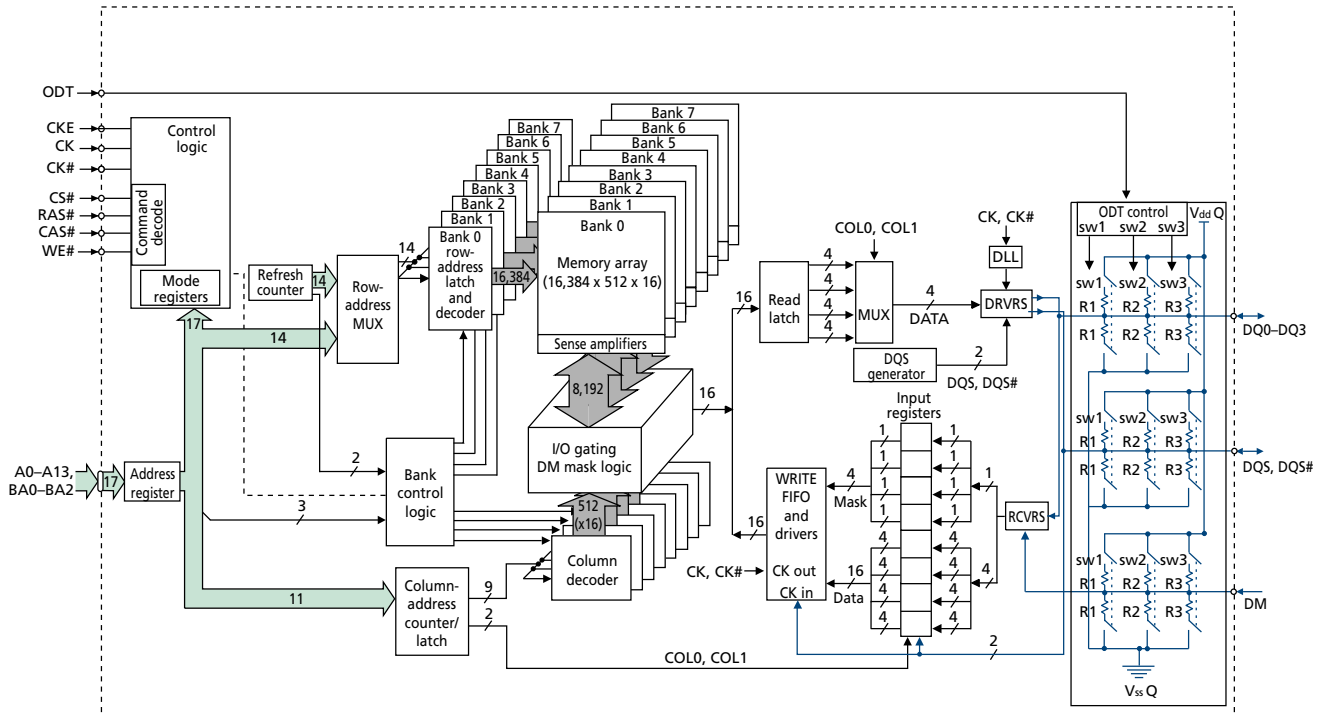 ODT
CKE
CK
CK#
CS#
RAS#
CAS#
WE#
Control
logic
Command
decode
Mode
registers
17
Refresh
counter
14
14
Row-
address
MUX
14
Bank 7
Bank 6
Bank 5
Bank 4
Bank 3
Bank 2
Bank 1
Bank 0
row-
address
latch
and
decoder
16,384
Bank 7
Bank 6
Bank 5
Bank 4
Bank 3
Bank 2
Bank 1
Bank 0
Memory array
(16,384 x 512 x 16)
Sense amplifiers
8,192
I/O gating
DM mask logic
16
512
(x16)
Column
decoder
A0–A13,
BA0–BA2
17
Address
register
2
3
Bank
control
logic
11
Column-
address
counter/
latch
9
2
COL0, COL1
16
Read
latch
4
4
4
4
COL0, COL1
MUX
4
DATA
CK, CK#
DLL
DRVRS
DQS
generator
2
DQS, DQS#
Input
registers
1
1
1
1
4
4
4
4
1
1
1
1
4
4
4
4
1
4
RCVRS
16
WRITE
FIFO
and
drivers
CK out
CK in
CK, CK#
4
Mask
16
Data
2
ODT control
sw1 sw2 sw3
Vdd Q
sw1 sw2 sw3
R1 R2 R3
R1 R2 R3
DQ0–DQ3
sw1 sw2 sw3
R1 R2 R3
R1 R2 R3
DQS, DQS#
sw1 sw2 sw3
R1 R2 R3
R1 R2 R3
DM
Vss Q